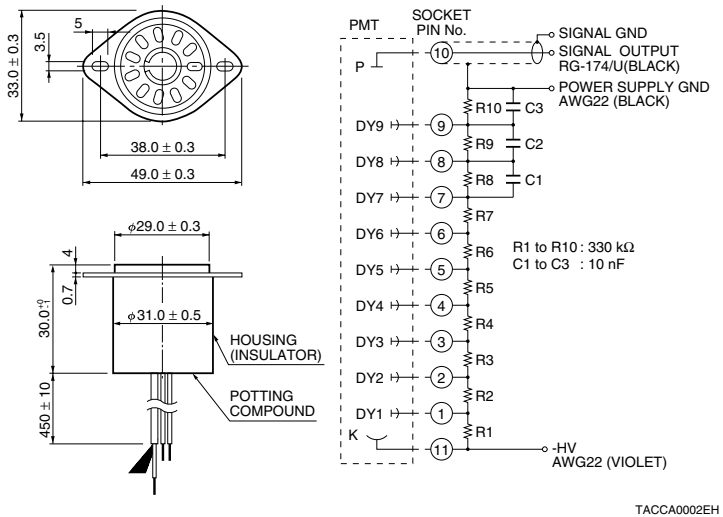 5
3.5
33.0 ± 0.3
38.0 ± 0.3
49.0 ± 0.3
φ29.0 ± 0.3
4
0.7
30.0 +0 -1
φ31.0 ± 0.5
450 ± 10
HOUSING
(INSULATOR)
POTTING
COMPOUND
PMT
SOCKET
PIN No.
SIGNAL GND
P
10
SIGNAL OUTPUT
RG-174/U(BLACK)
POWER SUPPLY GND
AWG22 (BLACK)
R10
C3
DY9
9
R9
C2
DY8
8
R8
C1
DY7
7
R7
DY6
6
R6
DY5
5
R5
DY4
4
R4
DY3
3
R3
DY2
2
R2
DY1
1
R1
K
11
-HV
AWG22 (VIOLET)
R1 to R10 : 330 kΩ
C1 to C3 : 10 nF
TACCA0002EH